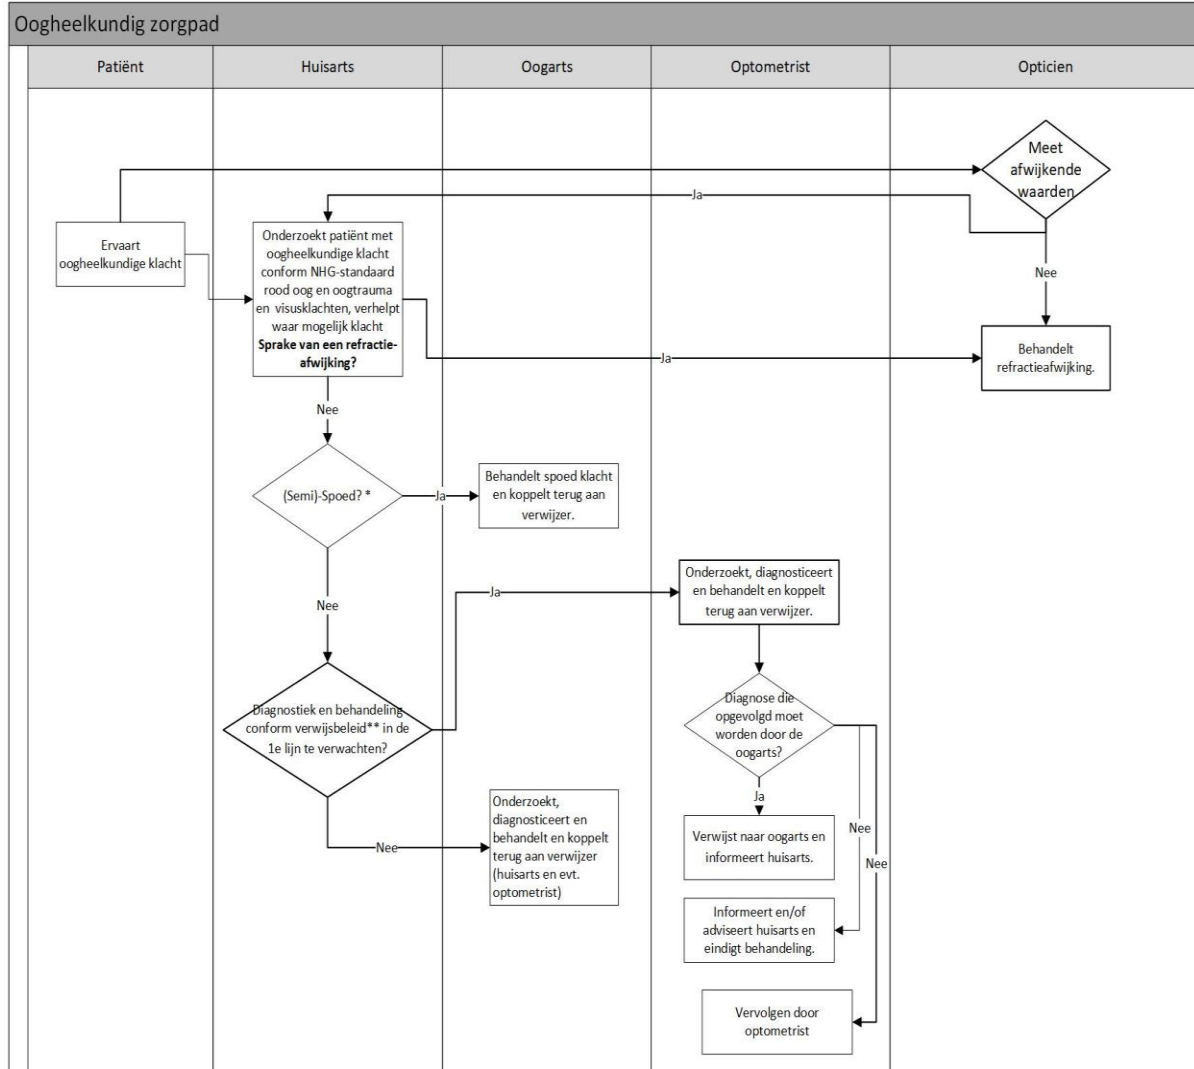 Oogheelkundig zorgpad
Patiënt
Huisarts
Oogarts
Optometrist
Opticien
Meet
afwijkende
waarden
Ja
Ervaart
oogheelkundige klacht
Onderzoekt patiënt met
oogheelkundige klacht
conform NHG-standaard
rood oog en oogtrauma
en visusklachten, verhelpt
waar mogelijk klacht
Sprake van een refractie-
afwijking?
Nee
Ja
Behandelt
refractieafwijking.
Nee
(Semi)-Spoed? *
Ja
Behandelt spoed klacht
en koppelt terug aan
verwijzer.
Nee
Ja
Onderzoekt, diagnosticeert
en behandelt en koppelt
terug aan verwijzer.
Diagnostiek en behandeling
conform verwijsbeleid** in de
1e lijn te verwachten?
Diagnose die
opgevolgd moet
worden door de
oogarts?
Ja
Nee
Nee
Nee
Onderzoekt,
diagnosticeert en
behandelt en koppelt
terug aan verwijzer
(huisarts en evt.
optometrist)
Verwijst naar oogarts en
informeert huisarts.
Informeert en/of
adviseert huisarts en
eindigt behandeling.
Vervolgen door
optometrist